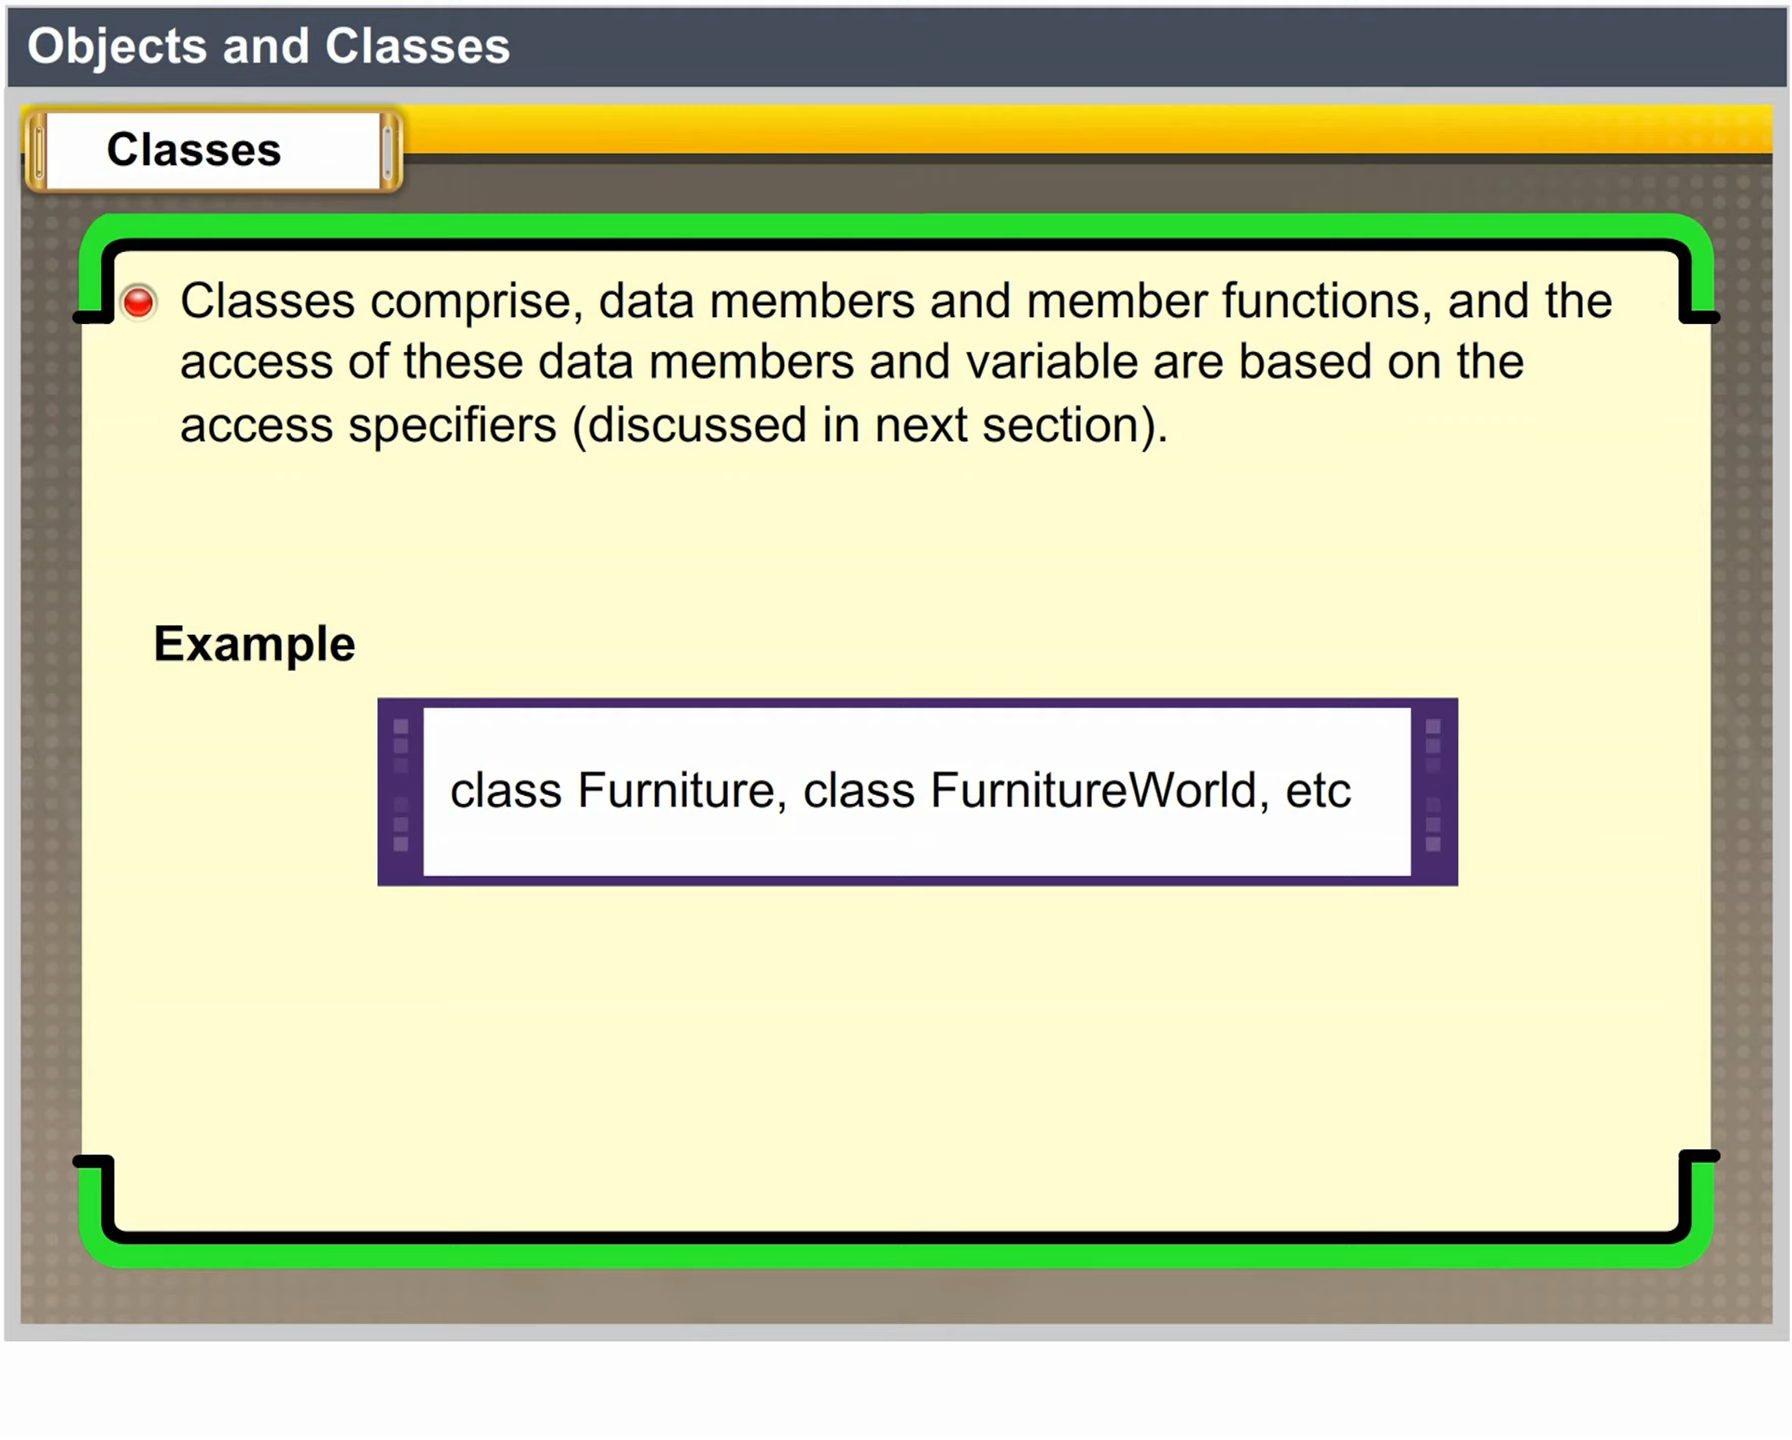 Objects and Classes
Classes
Classes comprise, data members and member functions, and the
access of these data members and variable are based on the
access specifiers (discussed in next section).
Example
class Furniture, class FurnitureWorld, etc